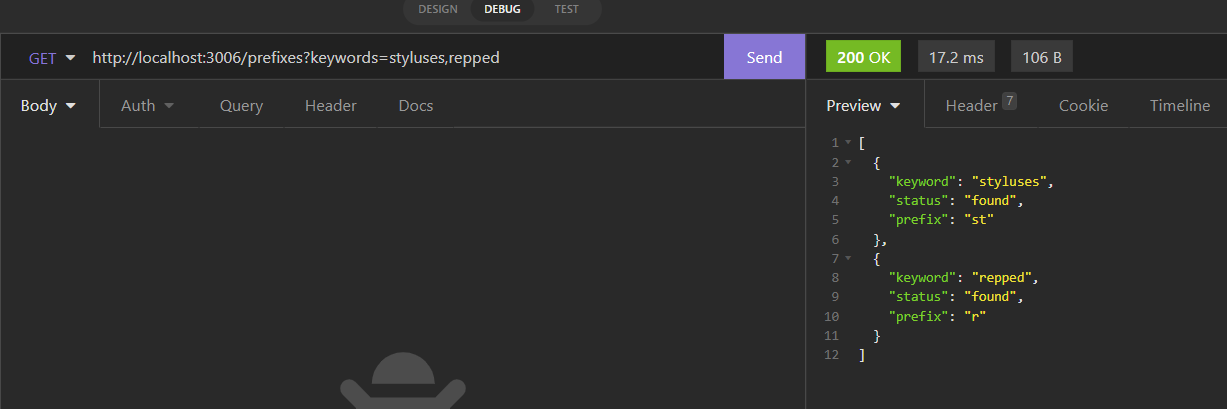 DESIGN DEBUG TEST
GET http://localhost:3006/prefixes?keywords=styluses,repped Send 200 OK 17.2 ms 106 B
Body Auth Query Header Docs Preview Header 7 Cookie Timeline
1 [
2 {
3 "keyword": "styluses",
4 "status": "found",
5 "prefix": "st"
6 },
7 {
8 "keyword": "repped",
9 "status": "found",
10 "prefix": "r"
11 }
12 ]